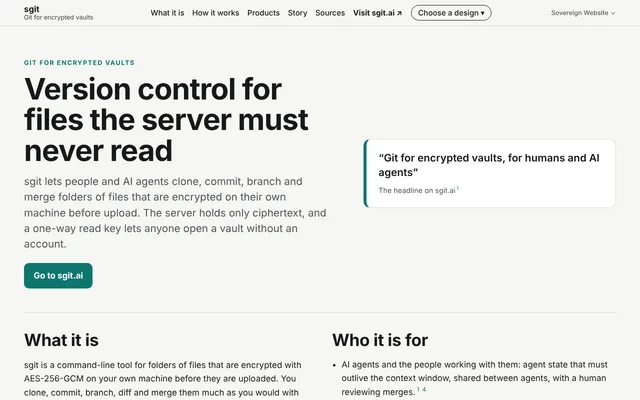 sgit
Git for encrypted vaults
What it is How it works Products Story Sources Visit sgit.ai ↗ Choose a design ▾
Sovereign Website
GIT FOR ENCRYPTED VAULTS
Version control for
files the server must
never read
sgit lets people and AI agents clone, commit, branch and
merge folders of files that are encrypted on their own
machine before upload. The server holds only ciphertext, and
a one-way read key lets anyone open a vault without an
account.
Go to sgit.ai
“Git for encrypted vaults, for humans and AI
agents”
The headline on sgit.ai 1
What it is
sgit is a command-line tool for folders of files that are encrypted with
AES-256-GCM on your own machine before they are uploaded. You
clone, commit, branch, diff and merge them much as you would with
Who it is for
• AI agents and the people working with them: agent state that must
outlive the context window, shared between agents, with a human
reviewing merges. 1 4